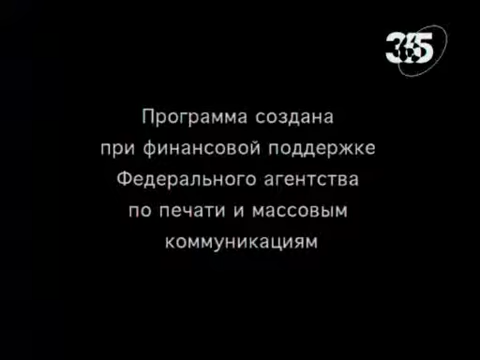 365
Программа создана
при финансовой поддержке
Федерального агентства
по печати и массовым
коммуникациям